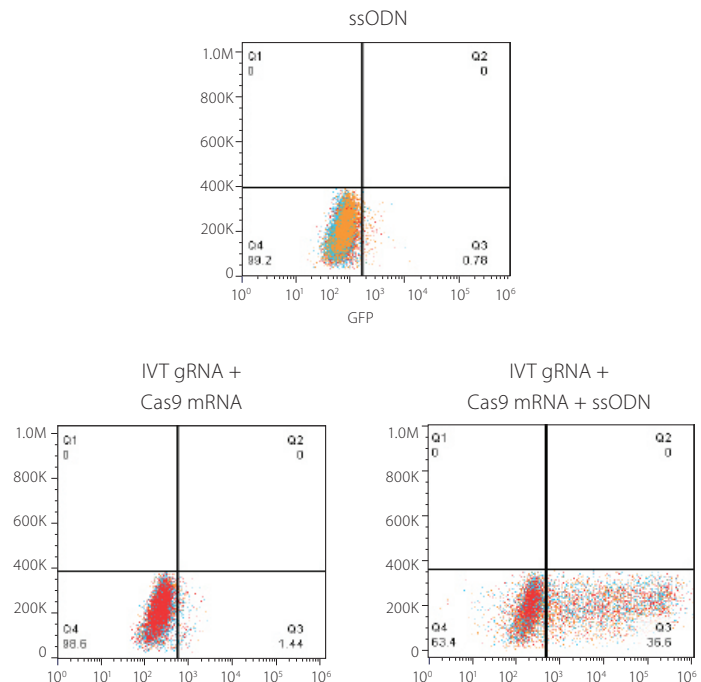 ssODN
1.0M
Q1
0
Q2
0
800K
600K
400K
200K
Q4
99.2
Q3
0.78
0
10⁰ 10¹ 10² 10³ 10⁴ 10⁵ 10⁶
GFP
IVT gRNA +
Cas9 mRNA
1.0M
Q1
0
Q2
0
800K
600K
400K
200K
Q4
98.6
Q3
1.44
0
10⁰ 10¹ 10² 10³ 10⁴ 10⁵ 10⁶
IVT gRNA +
Cas9 mRNA + ssODN
1.0M
Q1
0
Q2
0
800K
600K
400K
200K
Q4
63.4
Q3
36.6
0
10⁰ 10¹ 10² 10³ 10⁴ 10⁵ 10⁶